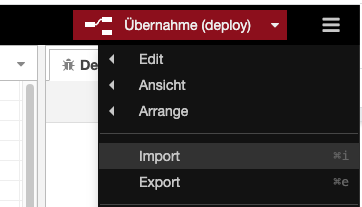 Übernahme (deploy)
De
Edit
Ansicht
Arrange
Import ⌘i
Export ⌘e